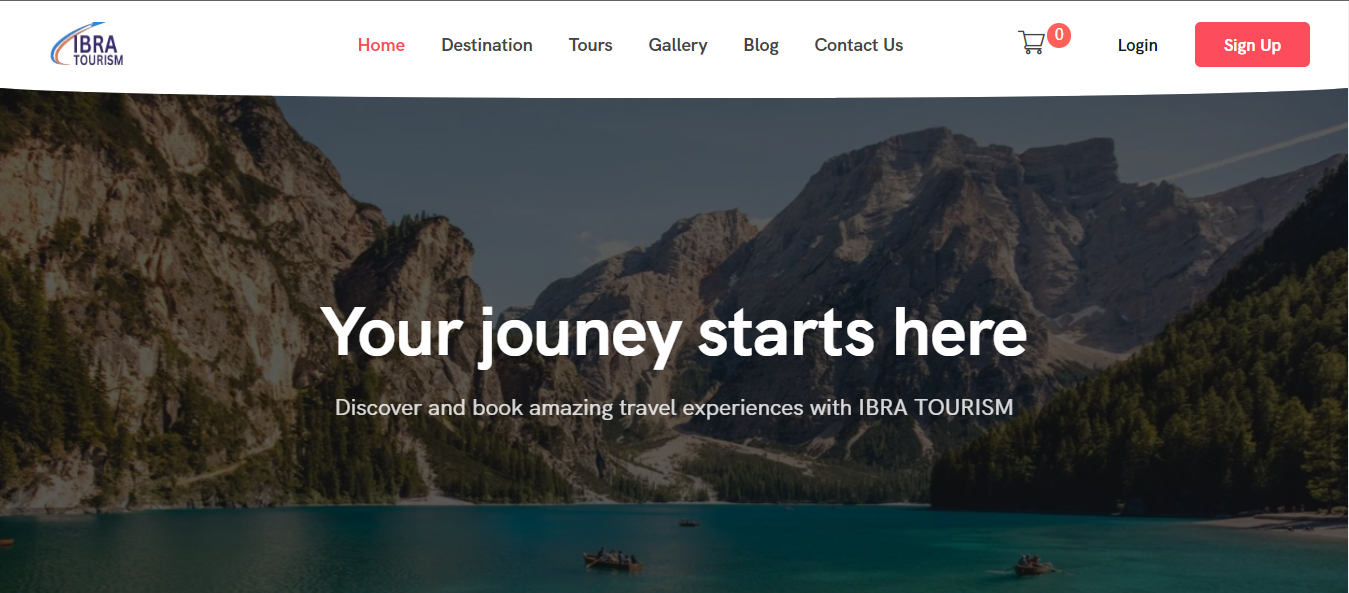 IBRA
TOURISM
Home Destination Tours Gallery Blog Contact Us 0 Login Sign Up
Your jouney starts here
Discover and book amazing travel experiences with IBRA TOURISM